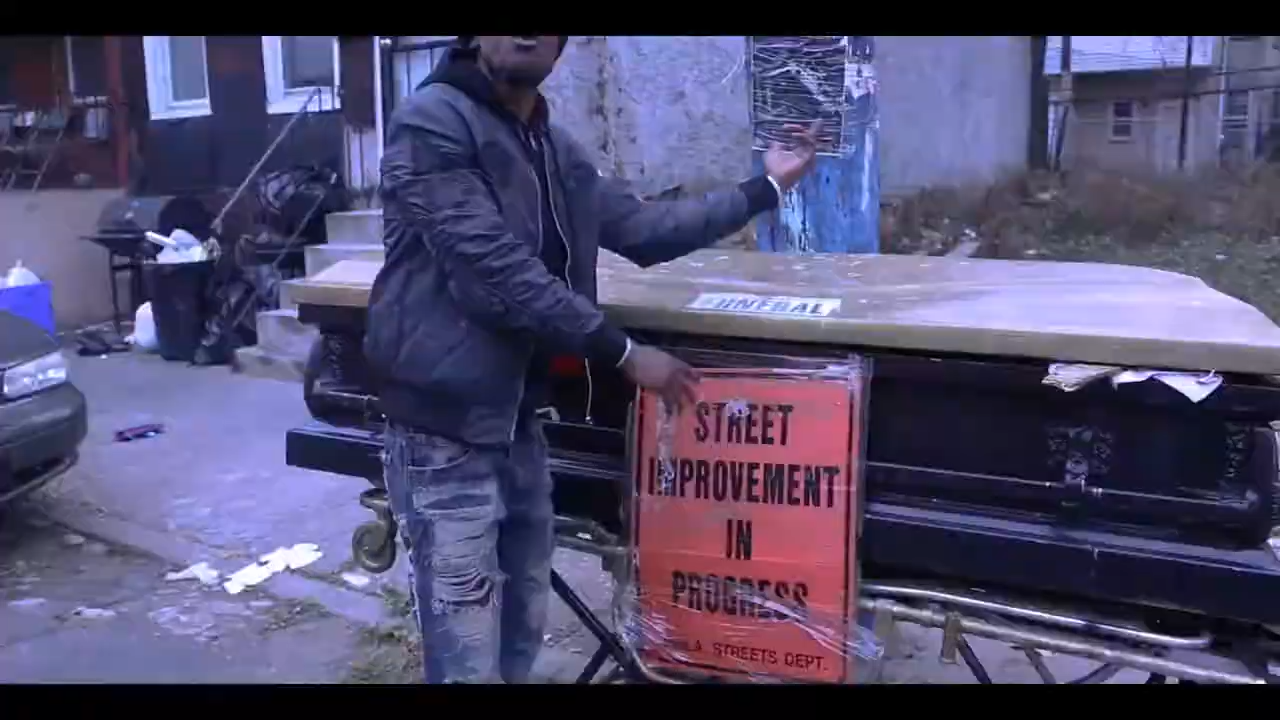 FUNERAL
STREET
IMPROVEMENT
IN
PROGRESS
STREETS DEPT.